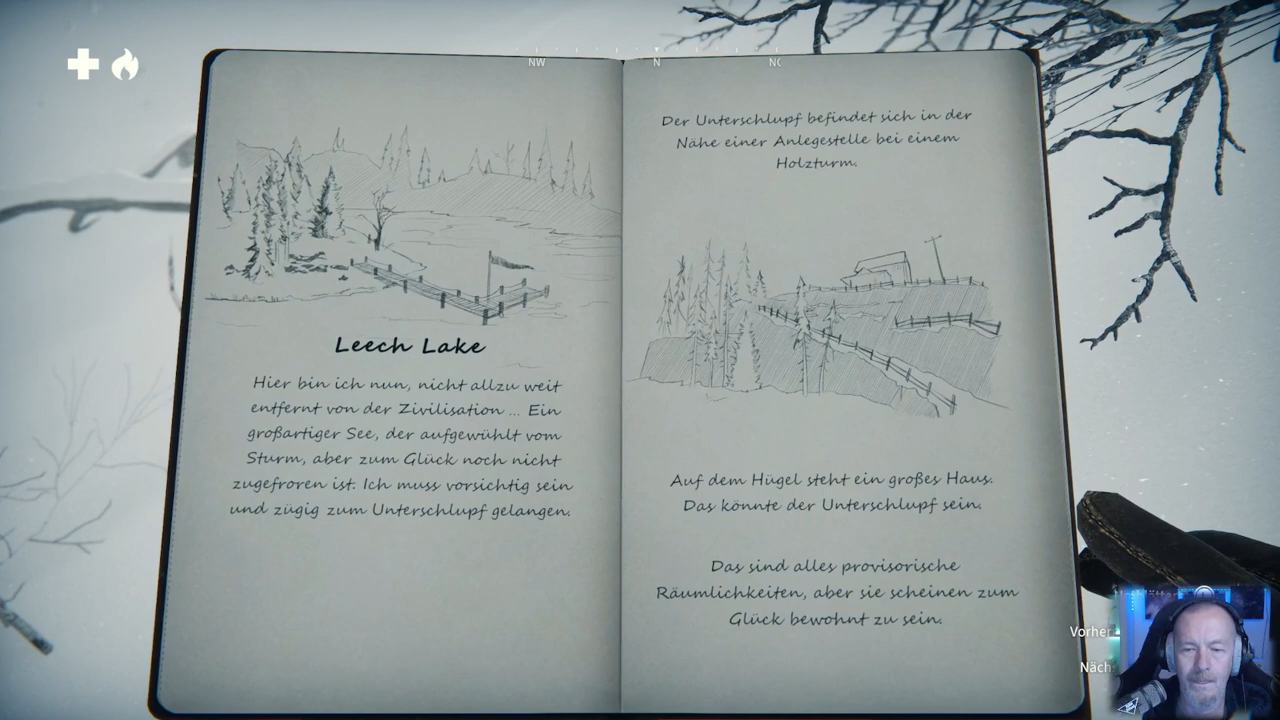 NW
N
Leech Lake
Hier bin ich nun, nicht allzu weit
entfernt von der Zivilisation ... Ein
großartiger See, der aufgewühlt vom
Sturm, aber zum Glück noch nicht
zugefroren ist. Ich muss vorsichtig sein
und zügig zum Unterschlupf gelangen.
Der Unterschlupf befindet sich in der
Nähe einer Anlegestelle bei einem
Holzturm.
Auf dem Hügel steht ein großes Haus.
Das könnte der Unterschlupf sein.
Das sind alles provisorische
Räumlichkeiten, aber sie scheinen zum
Glück bewohnt zu sein.
Vorher
Näch